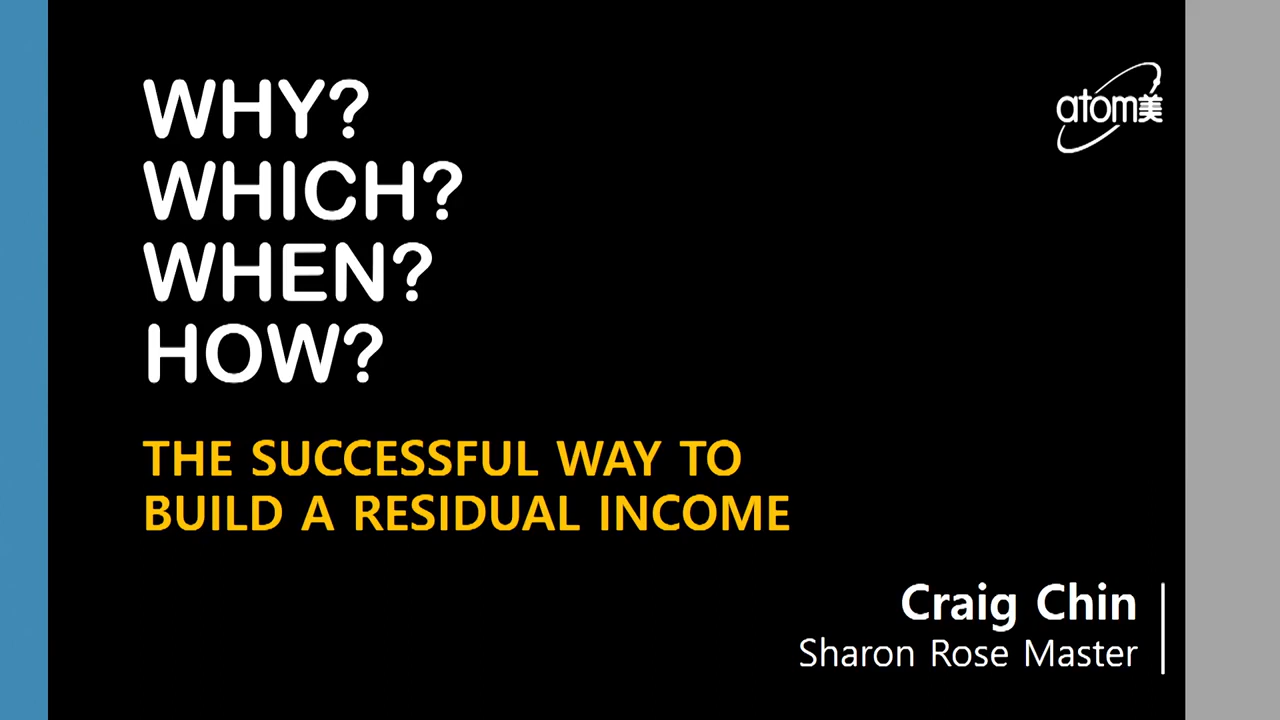 WHY?
WHICH?
WHEN?
HOW?
atom美
THE SUCCESSFUL WAY TO
BUILD A RESIDUAL INCOME
Craig Chin
Sharon Rose Master